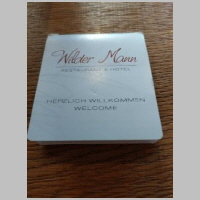 Wilder Mann
RESTAURANT & HOTEL
HERZLICH WILLKOMMEN
WELCOME